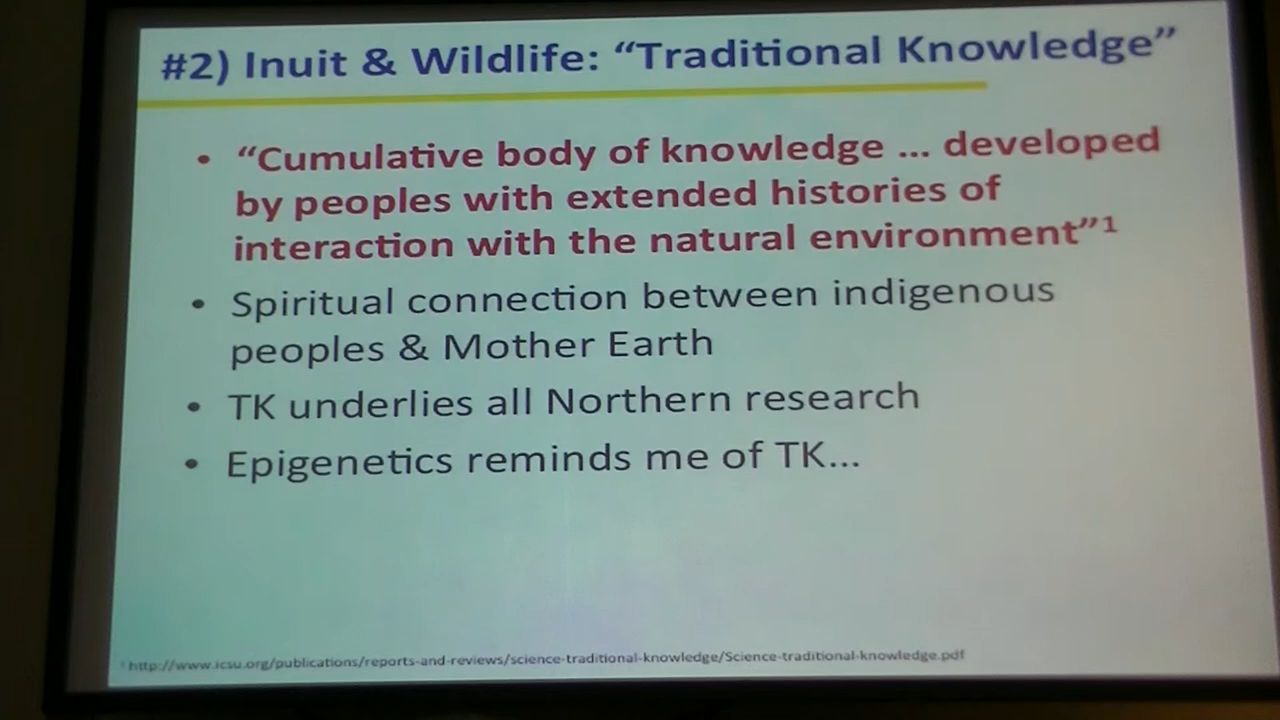 #2) Inuit & Wildlife: “Traditional Knowledge”
• “Cumulative body of knowledge ... developed
by peoples with extended histories of
interaction with the natural environment”¹
• Spiritual connection between indigenous
peoples & Mother Earth
• TK underlies all Northern research
• Epigenetics reminds me of TK...
¹ http://www.icsu.org/publications/reports-and-reviews/science-traditional-knowledge/Science-traditional-knowledge.pdf